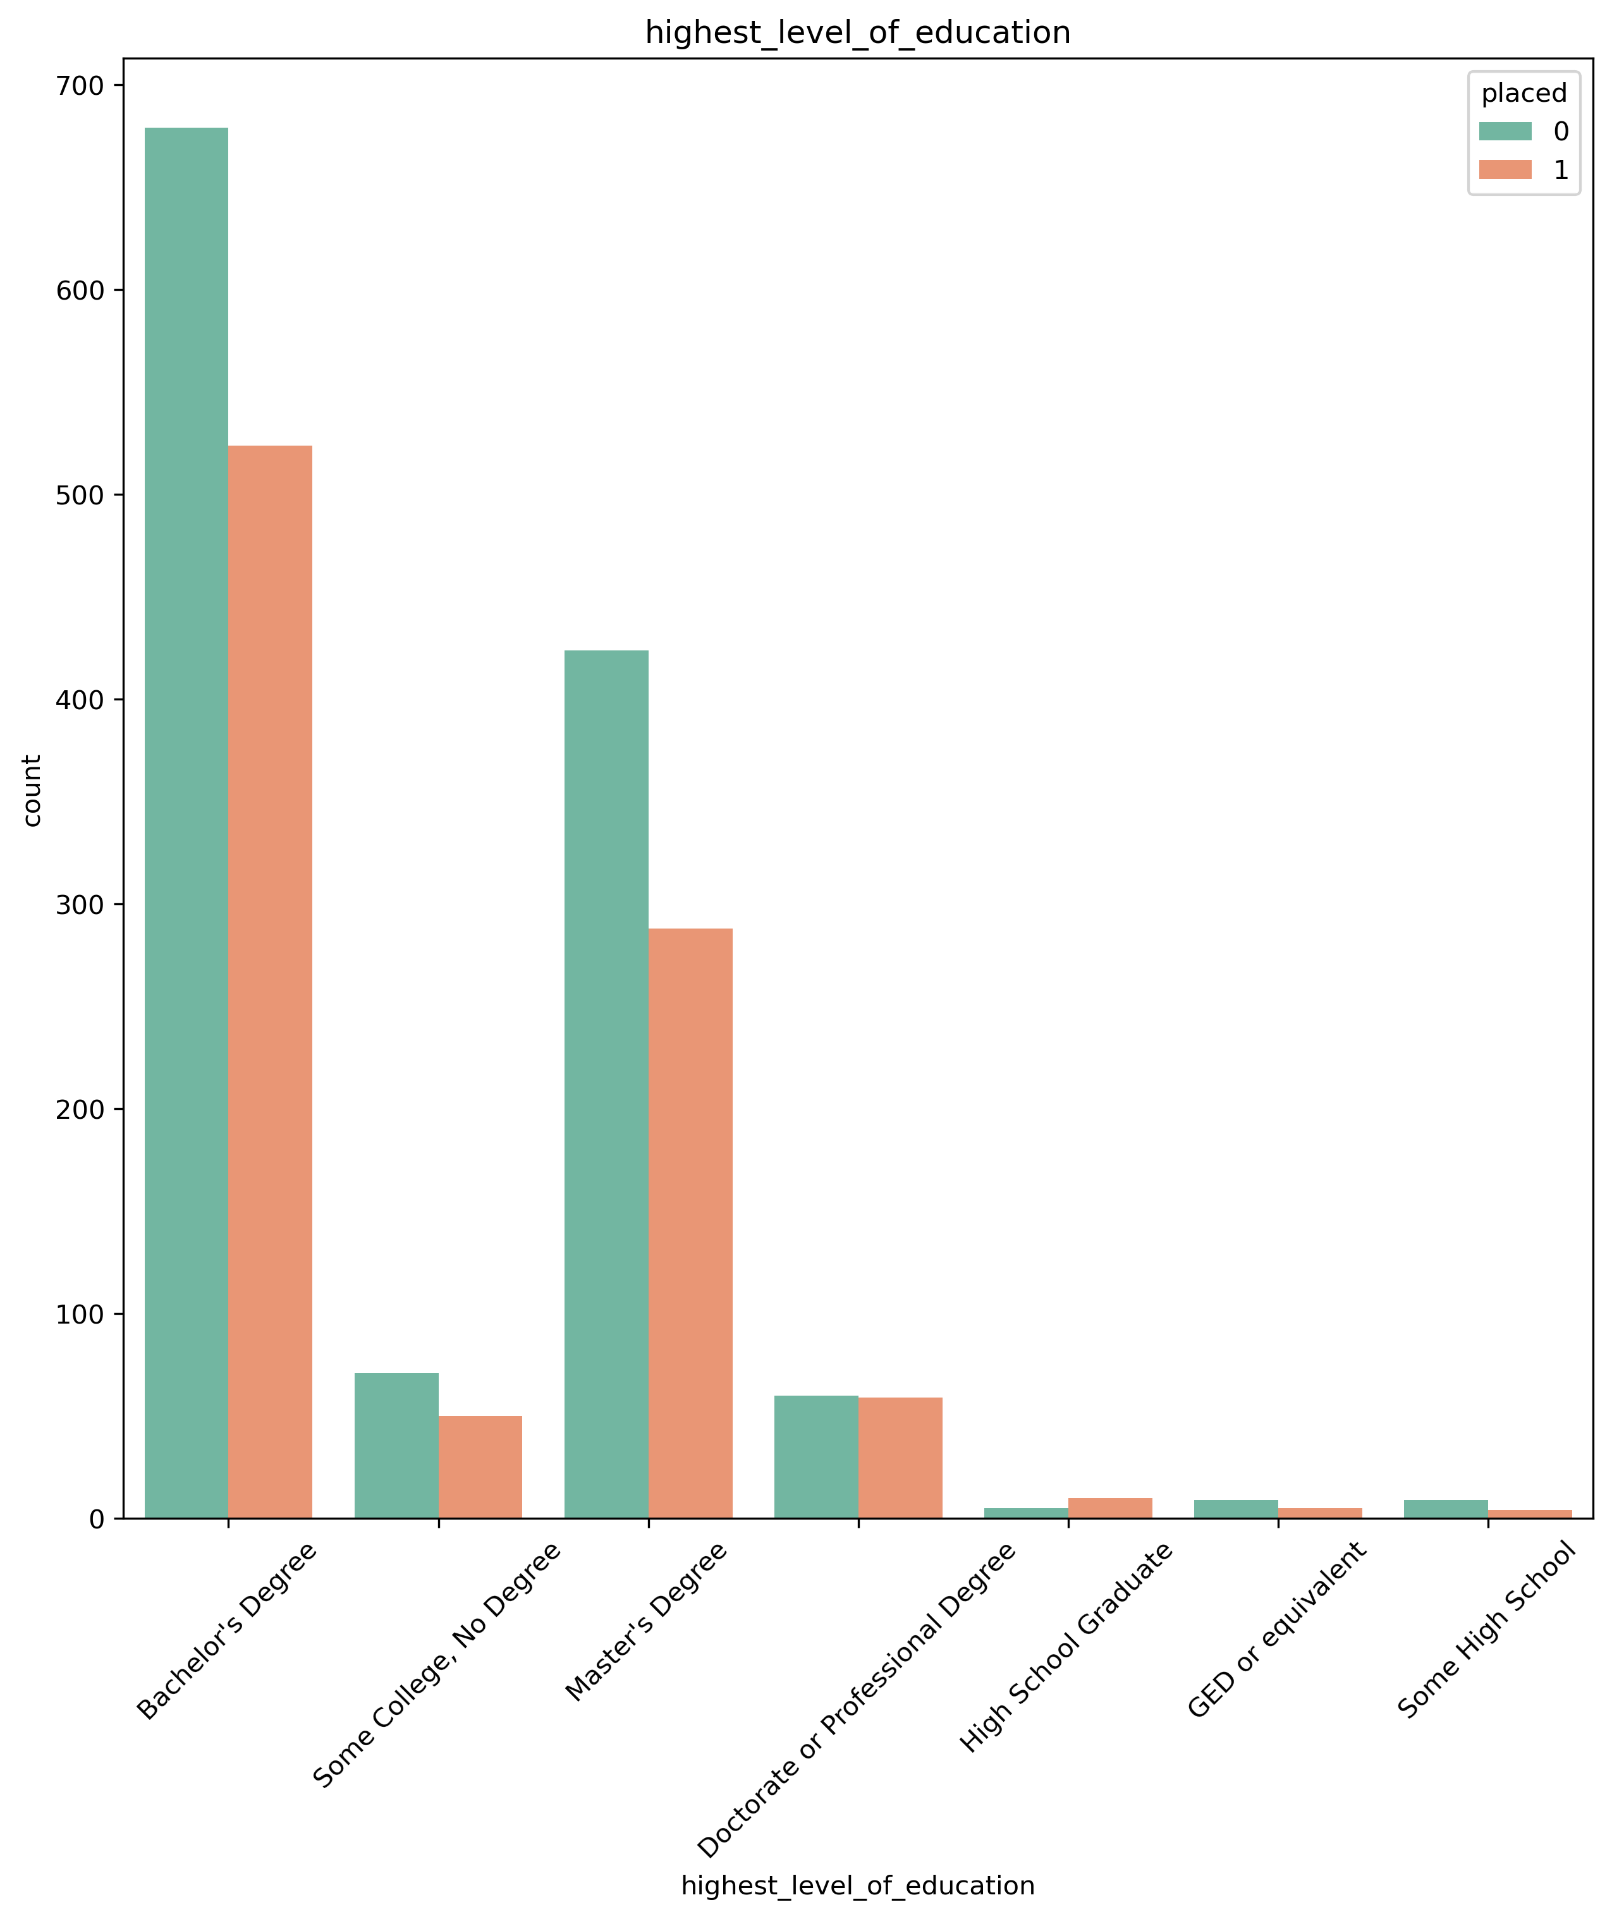 highest_level_of_education
placed
0
1
700
600
500
400
300
200
100
0
count
Bachelor's Degree
Some College, No Degree
Master's Degree
Doctorate or Professional Degree
High School Graduate
GED or equivalent
Some High School
highest_level_of_education